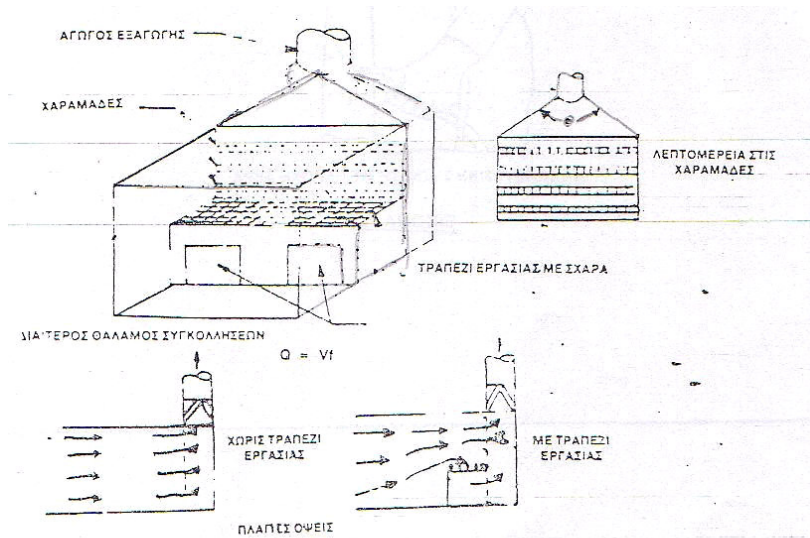 ΑΓΩΓΟΣ ΕΞΑΓΩΓΗΣ
ΧΑΡΑΜΑΔΕΣ
ΛΕΠΤΟΜΕΡΕΙΑ ΣΤΙΣ
ΧΑΡΑΜΑΔΕΣ
ΤΡΑΠΕΖΙ ΕΡΓΑΣΙΑΣ ΜΕ ΣΧΑΡΑ
ΔΙΑΙΤΕΡΟΣ ΘΑΛΑΜΟΣ ΣΥΓΚΟΛΛΗΣΕΩΝ
Q = Vf
ΧΩΡΙΣ ΤΡΑΠΕΖΙ
ΕΡΓΑΣΙΑΣ
ΜΕ ΤΡΑΠΕΖΙ
ΕΡΓΑΣΙΑΣ
ΠΛΑΓΙΕΣ ΟΨΕΙΣ